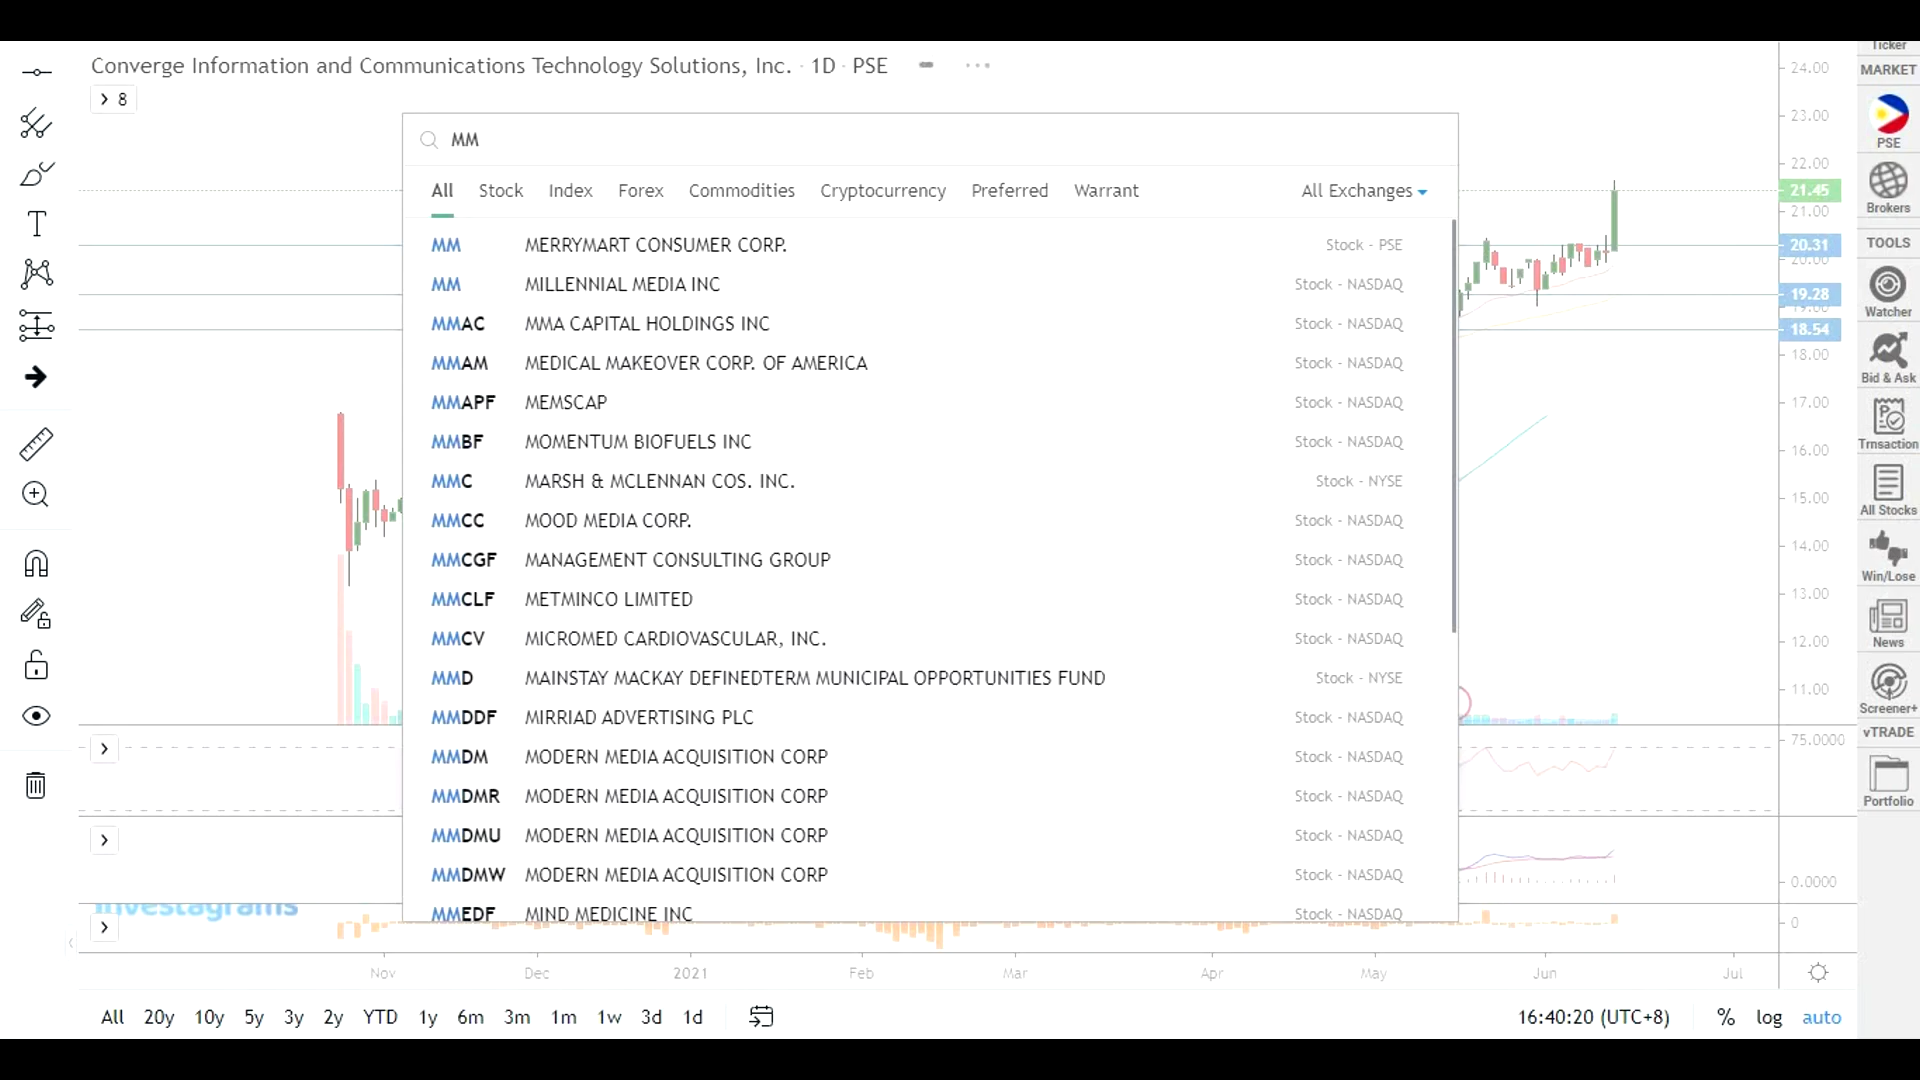 Ticker
Converge Information and Communications Technology Solutions, Inc. · 1D · PSE
8
MM
All Stock Index Forex Commodities Cryptocurrency Preferred Warrant All Exchanges
MM MERRYMART CONSUMER CORP. Stock - PSE
MM MILLENNIAL MEDIA INC Stock - NASDAQ
MMAC MMA CAPITAL HOLDINGS INC Stock - NASDAQ
MMAM MEDICAL MAKEOVER CORP. OF AMERICA Stock - NASDAQ
MMAPF MEMSCAP Stock - NASDAQ
MMBF MOMENTUM BIOFUELS INC Stock - NASDAQ
MMC MARSH & MCLENNAN COS. INC. Stock - NYSE
MMCC MOOD MEDIA CORP. Stock - NASDAQ
MMCGF MANAGEMENT CONSULTING GROUP Stock - NASDAQ
MMCLF METMINCO LIMITED Stock - NASDAQ
MMCV MICROMED CARDIOVASCULAR, INC. Stock - NASDAQ
MMD MAINSTAY MACKAY DEFINEDTERM MUNICIPAL OPPORTUNITIES FUND Stock - NYSE
MMDDF MIRRIAD ADVERTISING PLC Stock - NASDAQ
MMDM MODERN MEDIA ACQUISITION CORP Stock - NASDAQ
MMDMR MODERN MEDIA ACQUISITION CORP Stock - NASDAQ
MMDMU MODERN MEDIA ACQUISITION CORP Stock - NASDAQ
MMDMW MODERN MEDIA ACQUISITION CORP Stock - NASDAQ
MMEDF MIND MEDICINE INC Stock - NASDAQ
Investagrams
24.00
23.00
22.00
21.45
21.00
20.31
20.00
19.28
19.00
18.54
18.00
17.00
16.00
15.00
14.00
13.00
12.00
11.00
75.0000
0.0000
0
MARKET
PSE
Brokers
TOOLS
Watcher
Bid & Ask
Trnsaction
All Stocks
Win/Lose
News
Screener+
vTRADE
Portfolio
Nov Dec 2021 Feb Mar Apr May Jun Jul
All 20y 10y 5y 3y 2y YTD 1y 6m 3m 1m 1w 3d 1d 16:40:20 (UTC+8) % log auto